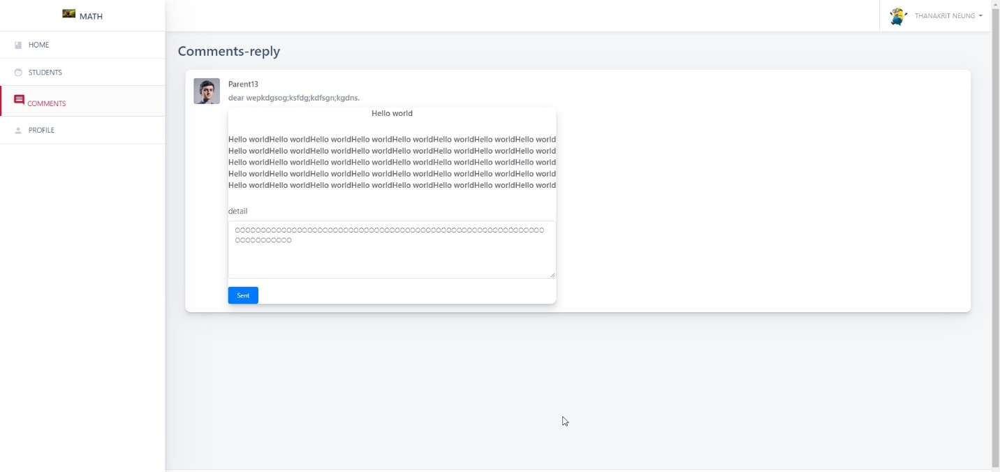 MATH
THANAKRIT NEUNG
HOME
STUDENTS
COMMENTS
PROFILE
Comments-reply
Parent13
dear wepkdgsog;ksfdg;kdfsgn;kgdns.
Hello world
Hello worldHello worldHello worldHello worldHello worldHello worldHello worldHello world
Hello worldHello worldHello worldHello worldHello worldHello worldHello worldHello world
Hello worldHello worldHello worldHello worldHello worldHello worldHello worldHello world
Hello worldHello worldHello worldHello worldHello worldHello worldHello worldHello world
Hello worldHello worldHello worldHello worldHello worldHello worldHello worldHello world
detail
Sent